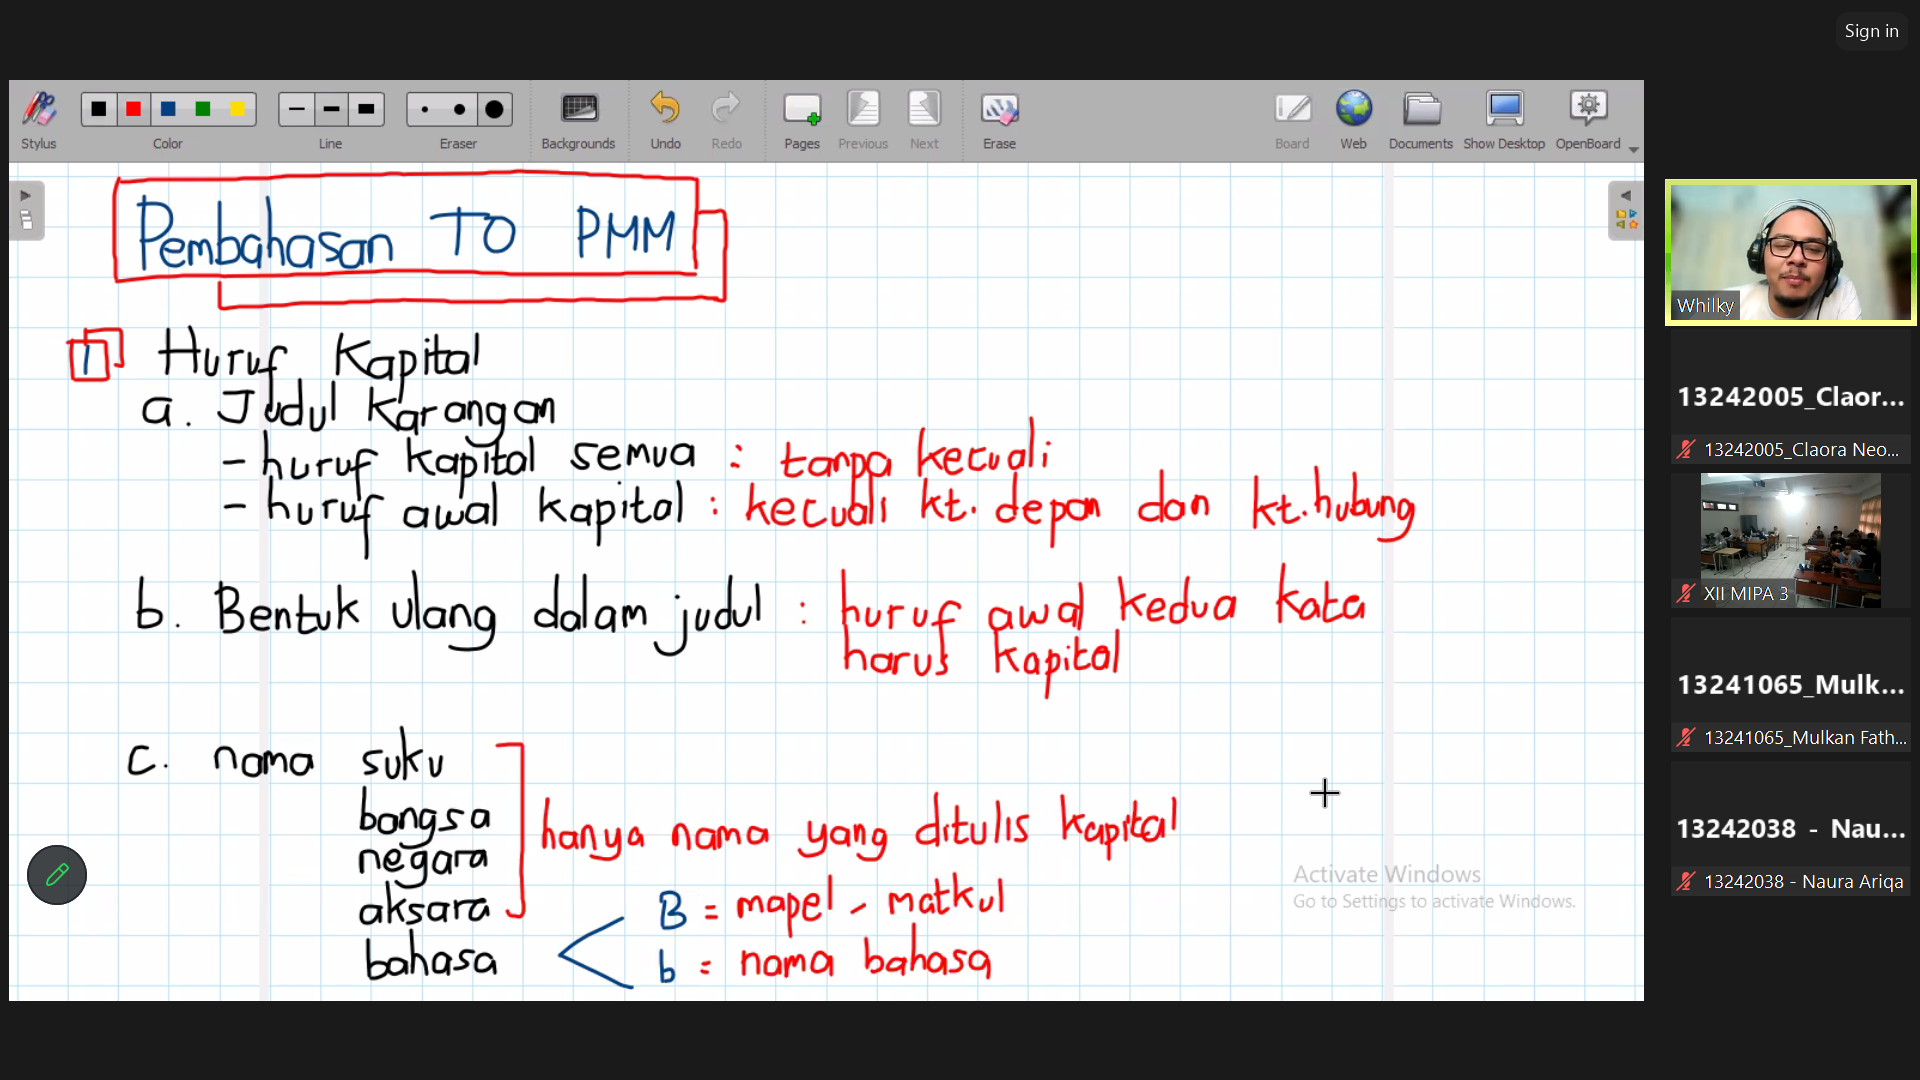 Sign in
Stylus
Color
Line
Eraser
Backgrounds
Undo
Redo
Pages
Previous
Next
Erase
Board
Web
Documents
Show Desktop
OpenBoard
Pembahasan TO PMM
1 Huruf Kapital
a. Judul Karangan
- huruf kapital semua : tanpa kecuali
- huruf awal kapital : kecuali kt. depan dan kt. hubung
b. Bentuk ulang dalam judul : huruf awal kedua kata
harus kapital
c. nama suku
bangsa
negara
aksara
bahasa
hanya nama yang ditulis kapital
B = mapel - matkul
b = nama bahasa
Activate Windows
Go to Settings to activate Windows.
Whilky
13242005_Claor...
13242005_Claora Neo...
XII MIPA 3
13241065_Mulk...
13241065_Mulkan Fath...
13242038 - Nau...
13242038 - Naura Ariqa